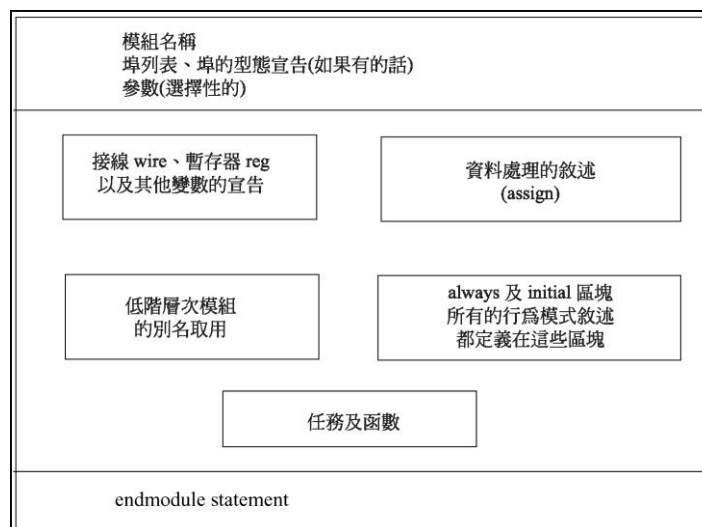 模組名稱
埠列表、埠的型態宣告(如果有的話)
參數(選擇性的)
接線 wire、暫存器 reg
以及其他變數的宣告
資料處理的敘述
(assign)
低階層次模組
的別名取用
always 及 initial 區塊
所有的行為模式敘述
都定義在這些區塊
任務及函數
endmodule statement